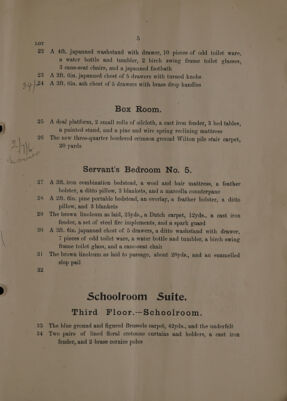 5
LOT
22 A 4ft. japanned washstand with drawer, 10 pieces of odd toilet ware,
a water bottle and tumbler, 2 birch swing frame toilet glasses,
3 cane-seat chairs, and a japanned footbath
23 A 3ft. 6in. japanned chest of 5 drawers with turned knobs
24 A 3ft. 6in. ash chest of 5 drawers with brass drop handles
Box Room.
25 A deal platform, 2 small rolls of oilcloth, a cast iron fender, 3 bed tables,
a painted stand, and a pine and wire spring reclining mattress
26 The new three-quarter bordered crimson ground Wilton pile stair carpet,
20 yards
Servant's Bedroom No. 5.
27 A 3ft. iron combination bedstead, a wool and hair mattress, a feather
bolster, a ditto pillow, 3 blankets, and a marcella counterpane
28 A 2ft. 6in. pine portable bedstead, an overlay, a feather bolster, a ditto
pillow, and 3 blankets
29 The brown linoleum as laid, 23yds., a Dutch carpet, 12yds., a cast iron
fender, a set of steel fire implements, and a spark guard
30 A 3ft. 6in. japanned chest of 5 drawers, a ditto washstand with drawer,
7 pieces of odd toilet ware, a water bottle and tumbler, a birch swing
frame toilet glass, and a cane-seat chair
31 The brown linoleum as laid to passage, about 20yds., and an enamelled
slop pail
32
Schoolroom Suite.
Third Floor.—Schoolroom.
33 The blue ground and figured Brussels carpet, 42yds., and the underfelt
34 Two pairs of lined floral cretonne curtains and holders, a cast iron
fender, and 2 brass cornice poles